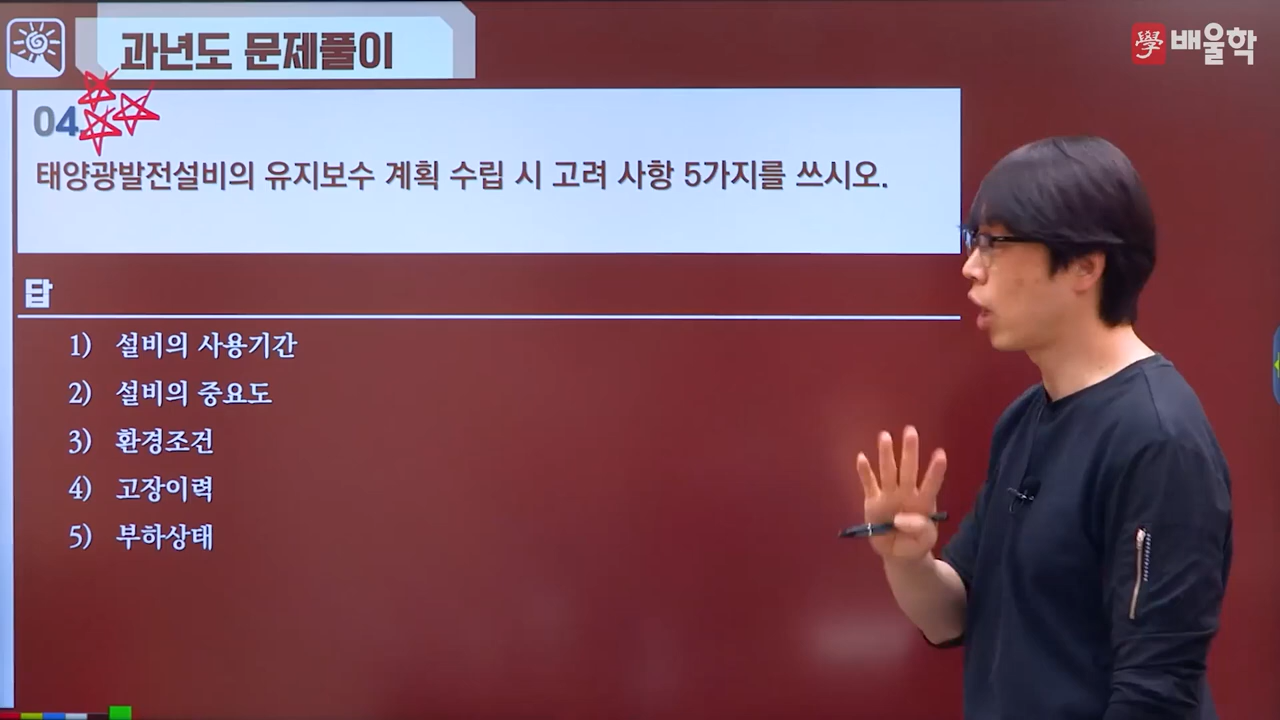 과년도 문제풀이
學 배울학
04
태양광발전설비의 유지보수 계획 수립 시 고려 사항 5가지를 쓰시오.
답
1) 설비의 사용기간
2) 설비의 중요도
3) 환경조건
4) 고장이력
5) 부하상태